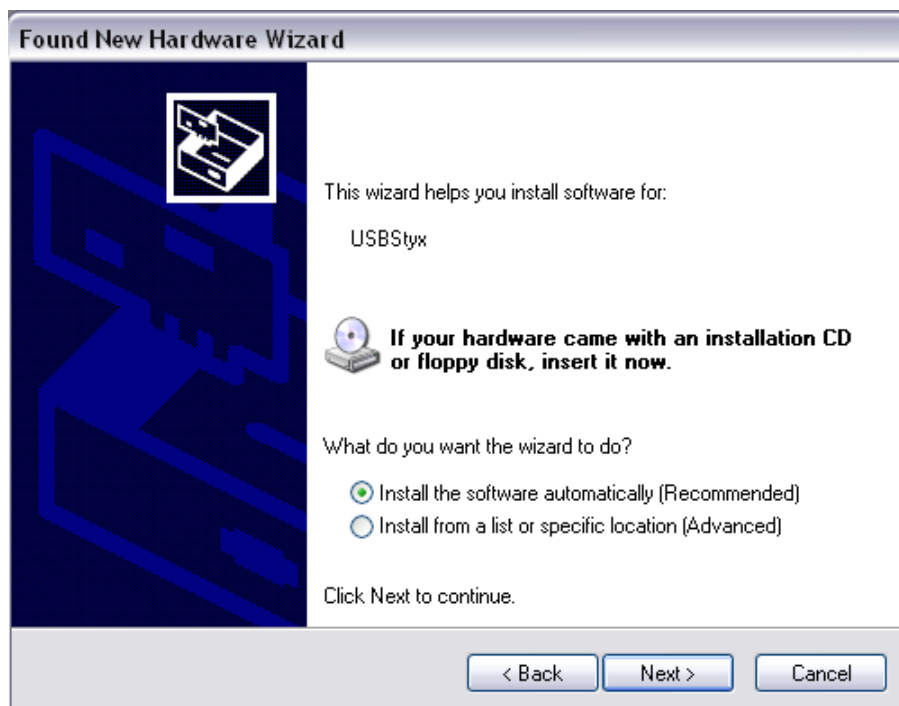 Found New Hardware Wizard
This wizard helps you install software for:
USBStyx
If your hardware came with an installation CD
or floppy disk, insert it now.
What do you want the wizard to do?
Install the software automatically (Recommended)
Install from a list or specific location (Advanced)
Click Next to continue.
< Back Next > Cancel